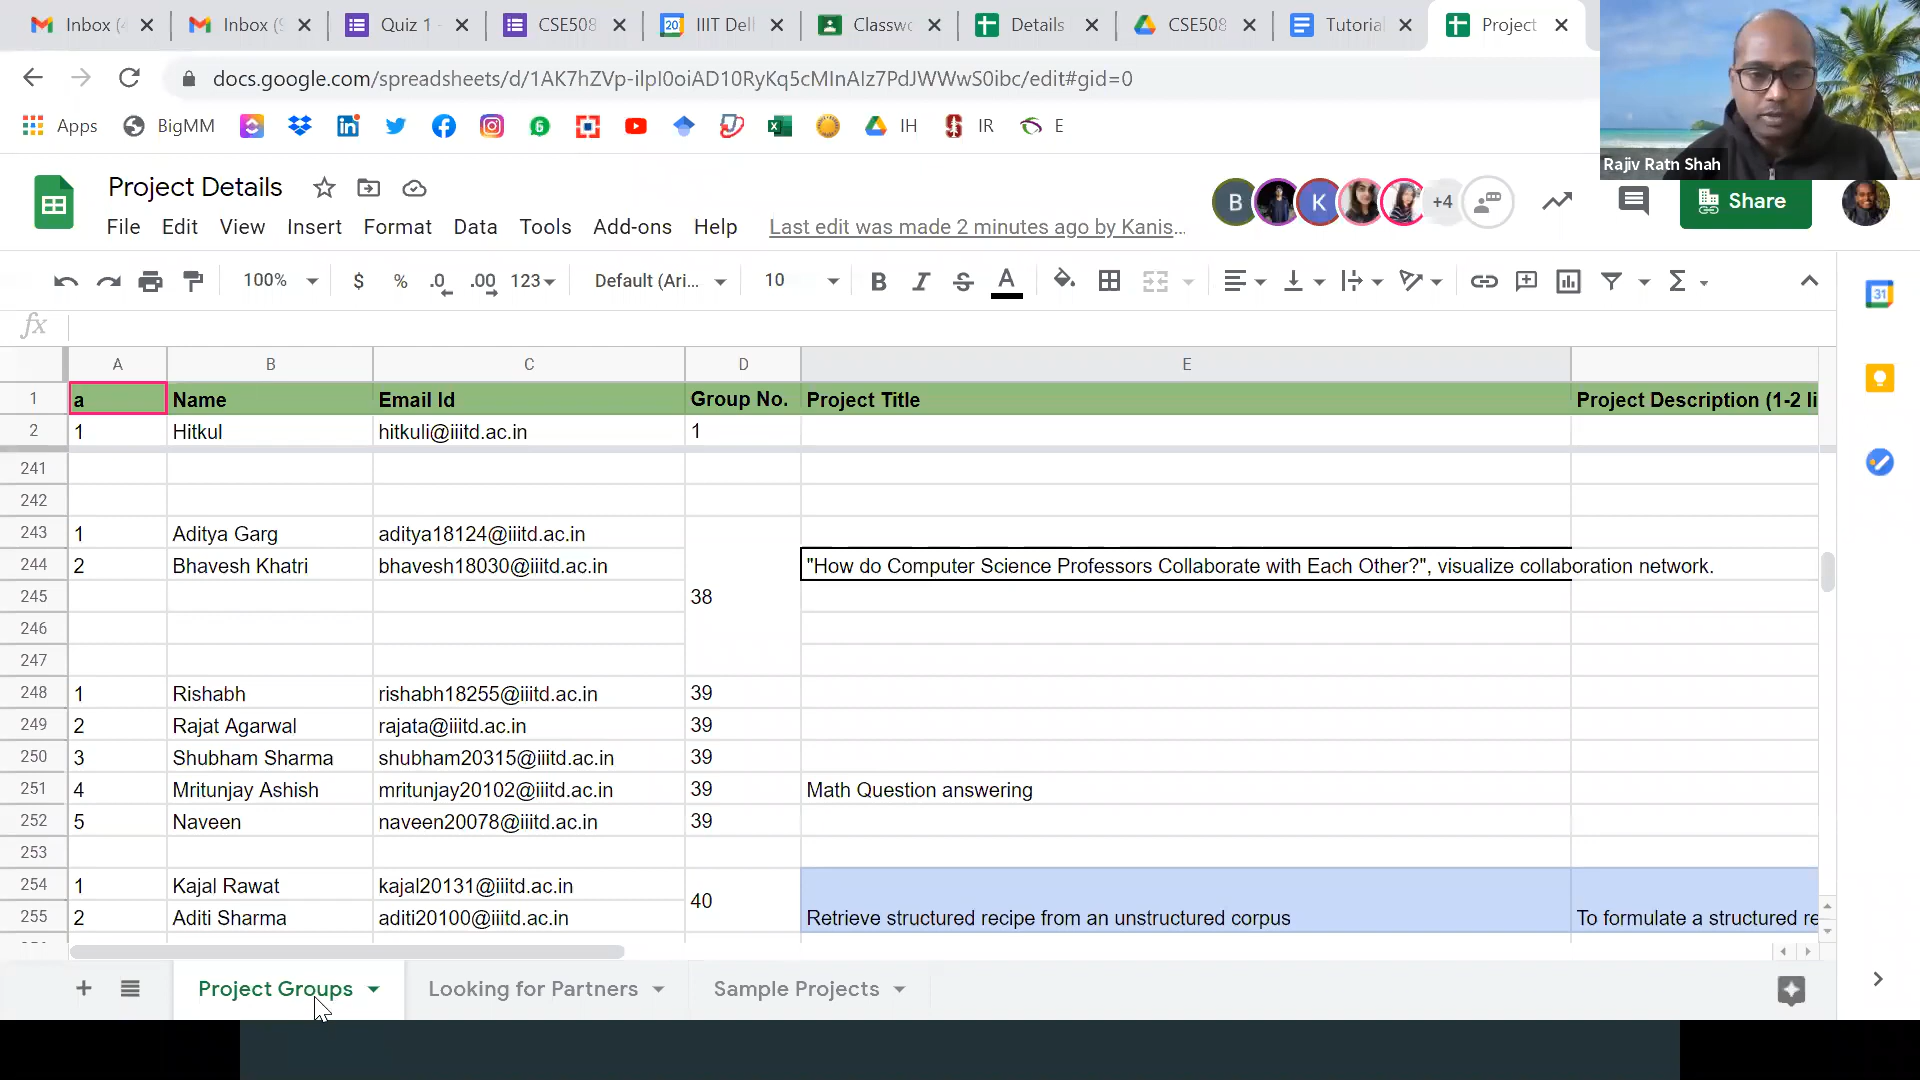 Inbox (4
Inbox (9
Quiz 1 -
CSE508
20
IIIT Del
Classwo
Details
CSE508
Tutorial
Project
docs.google.com/spreadsheets/d/1AK7hZVp-ilpI0oiAD10RyKq5cMInAIz7PdJWWwS0ibc/edit#gid=0
Apps
BigMM
IH
IR
E
Rajiv Ratn Shah
Project Details
B
K
+4
Share
File Edit View Insert Format Data Tools Add-ons Help Last edit was made 2 minutes ago by Kanis...
100% $ % .0 .00 123 Default (Ari... 10 B I S A Σ
31
fx
A B C D E
1 a Name Email Id Group No. Project Title Project Description (1-2 li
2 1 Hitkul hitkuli@iiitd.ac.in 1
241
242
243 1 Aditya Garg aditya18124@iiitd.ac.in
244 2 Bhavesh Khatri bhavesh18030@iiitd.ac.in "How do Computer Science Professors Collaborate with Each Other?", visualize collaboration network.
245 38
246
247
248 1 Rishabh rishabh18255@iiitd.ac.in 39
249 2 Rajat Agarwal rajata@iiitd.ac.in 39
250 3 Shubham Sharma shubham20315@iiitd.ac.in 39
251 4 Mritunjay Ashish mritunjay20102@iiitd.ac.in 39 Math Question answering
252 5 Naveen naveen20078@iiitd.ac.in 39
253
254 1 Kajal Rawat kajal20131@iiitd.ac.in 40
255 2 Aditi Sharma aditi20100@iiitd.ac.in Retrieve structured recipe from an unstructured corpus To formulate a structured re
Project Groups
Looking for Partners
Sample Projects